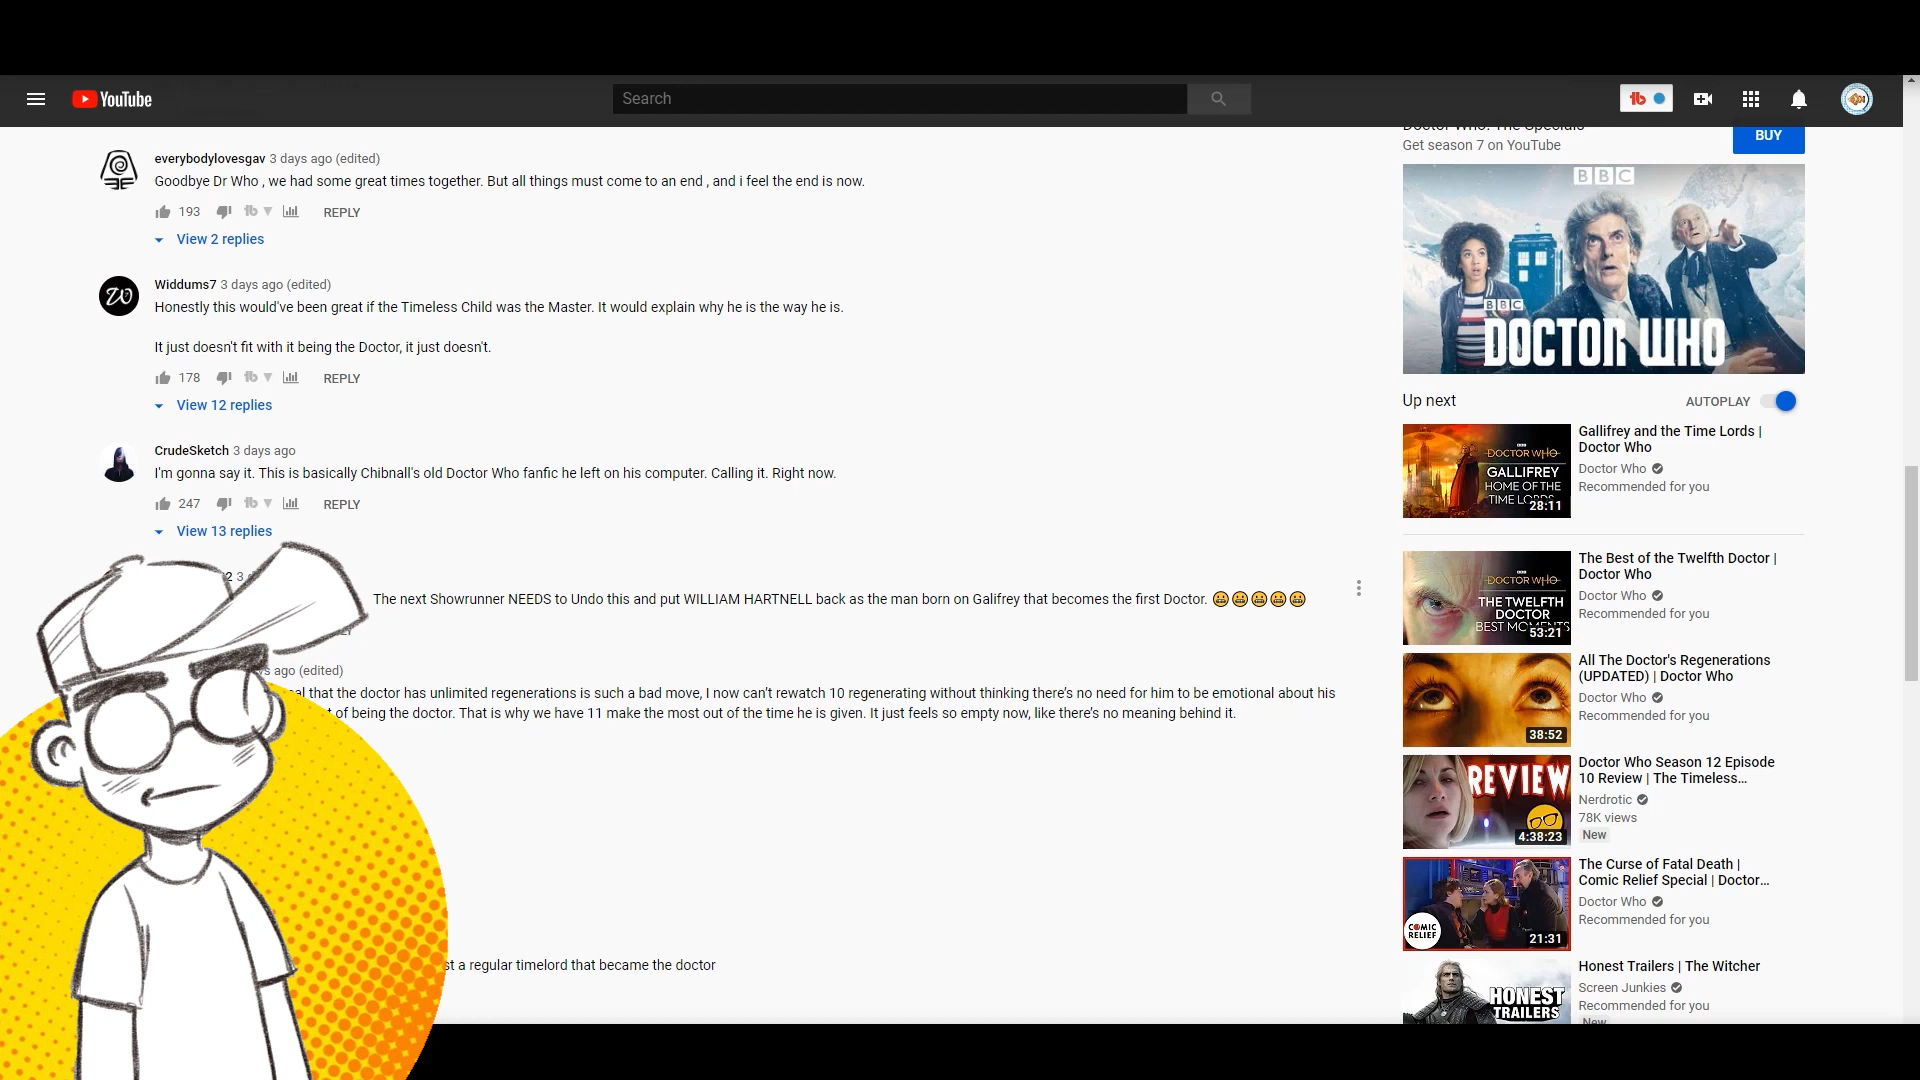 YouTube
Search
Get season 7 on YouTube
BUY
everybodylovesgav 3 days ago (edited)
Goodbye Dr Who , we had some great times together. But all things must come to an end , and i feel the end is now.
193
REPLY
View 2 replies
Widdums7 3 days ago (edited)
Honestly this would've been great if the Timeless Child was the Master. It would explain why he is the way he is.
It just doesn't fit with it being the Doctor, it just doesn't.
178
REPLY
View 12 replies
CrudeSketch 3 days ago
I'm gonna say it. This is basically Chibnall's old Doctor Who fanfic he left on his computer. Calling it. Right now.
247
REPLY
View 13 replies
2 3
The next Showrunner NEEDS to Undo this and put WILLIAM HARTNELL back as the man born on Galifrey that becomes the first Doctor. 😬😬😬😬😬
ago (edited)
that the doctor has unlimited regenerations is such a bad move, I now can't rewatch 10 regenerating without thinking there's no need for him to be emotional about his
of being the doctor. That is why we have 11 make the most out of the time he is given. It just feels so empty now, like there's no meaning behind it.
a regular timelord that became the doctor
BBC
BBC
DOCTOR WHO
Up next
AUTOPLAY
DOCTOR WHO
GALLIFREY
HOME OF THE
TIME LORDS
28:11
Gallifrey and the Time Lords |
Doctor Who
Doctor Who
Recommended for you
DOCTOR WHO
THE TWELFTH
DOCTOR
BEST MOMENTS
53:21
The Best of the Twelfth Doctor |
Doctor Who
Doctor Who
Recommended for you
38:52
All The Doctor's Regenerations
(UPDATED) | Doctor Who
Doctor Who
Recommended for you
REVIEW
4:38:23
Doctor Who Season 12 Episode
10 Review | The Timeless...
Nerdrotic
78K views
New
COMIC
RELIEF
21:31
The Curse of Fatal Death |
Comic Relief Special | Doctor...
Doctor Who
Recommended for you
HONEST
TRAILERS
Honest Trailers | The Witcher
Screen Junkies
Recommended for you